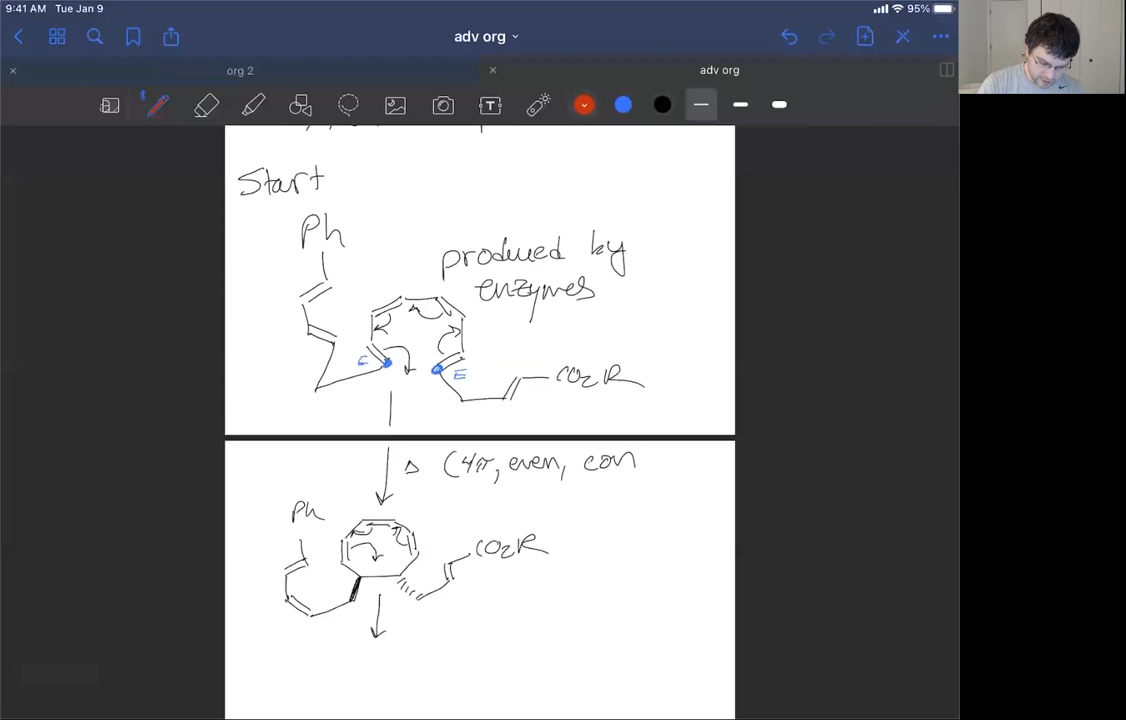 9:41 AM Tue Jan 9
95%
adv org
org 2
adv org
Start
Ph
produced by
enzymes
E
E
CO2R
Δ (4π, even, con
Ph
CO2R